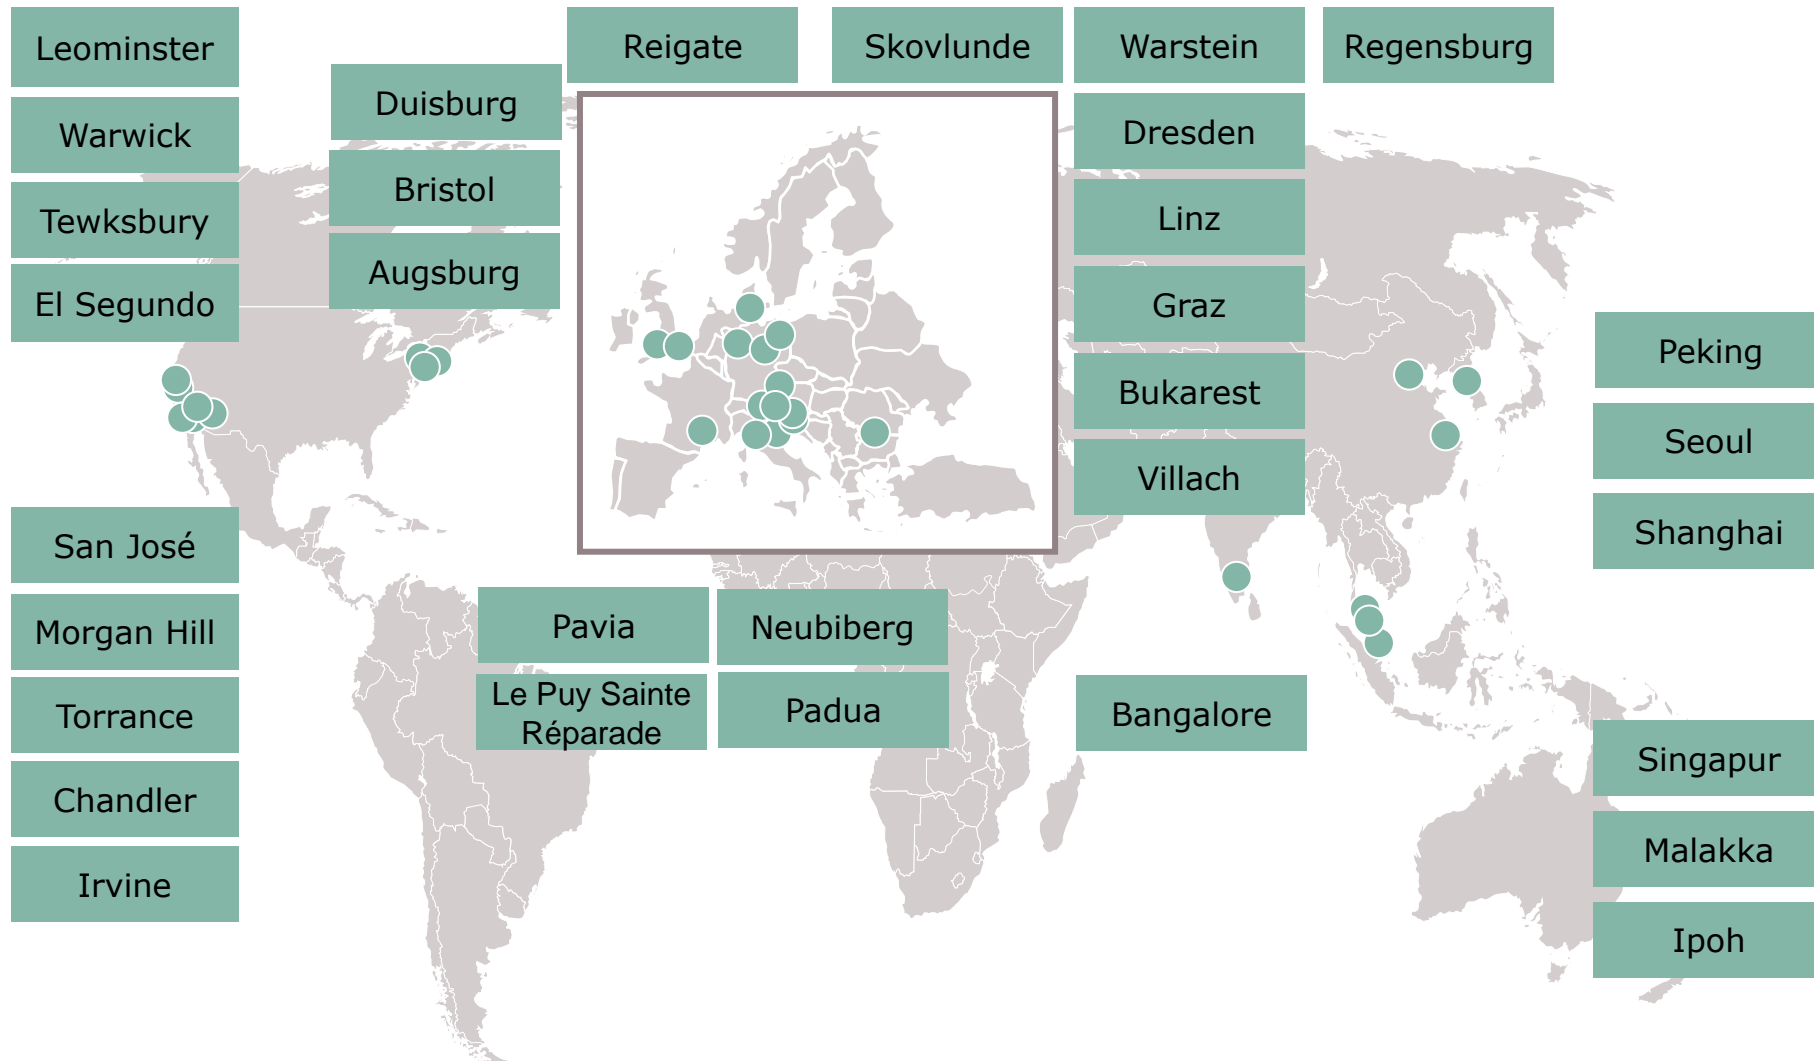 Leominster
Warwick
Tewksbury
El Segundo
Duisburg
Bristol
Augsburg
Reigate
Skovlunde
Warstein
Regensburg
Dresden
Linz
Graz
Bukarest
Villach
Peking
Seoul
Shanghai
San José
Morgan Hill
Torrance
Chandler
Irvine
Pavia
Neubiberg
Le Puy Sainte
Réparade
Padua
Bangalore
Singapur
Malakka
Ipoh